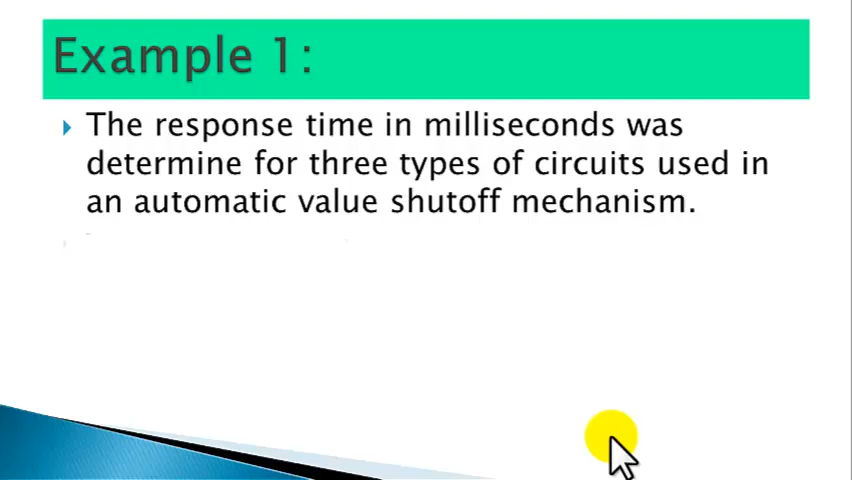 Example 1:
The response time in milliseconds was
determine for three types of circuits used in
an automatic value shutoff mechanism.